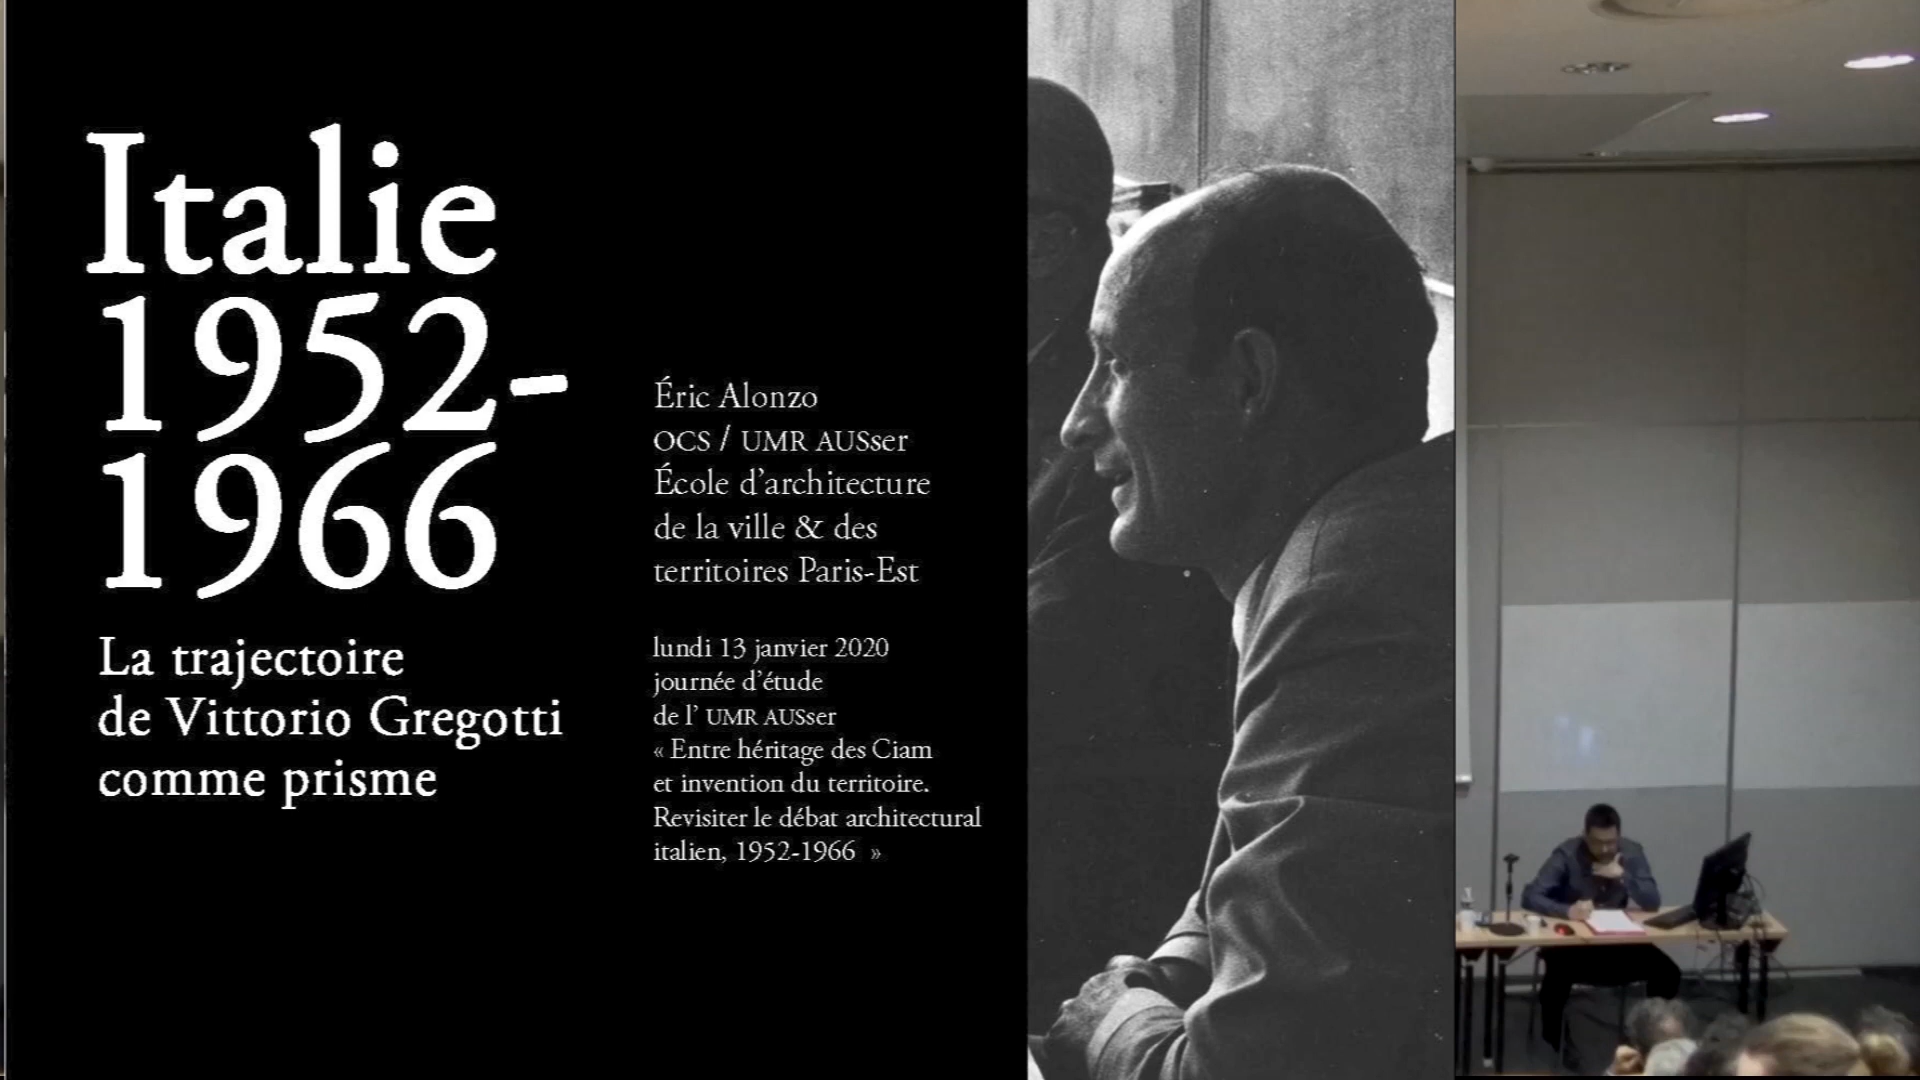 Italie
1952-
1966
La trajectoire
de Vittorio Gregotti
comme prisme
Éric Alonzo
OCS / UMR AUSser
École d’architecture
de la ville & des
territoires Paris-Est
lundi 13 janvier 2020
journée d’étude
de l’ UMR AUSser
« Entre héritage des Ciam
et invention du territoire.
Revisiter le débat architectural
italien, 1952-1966 »